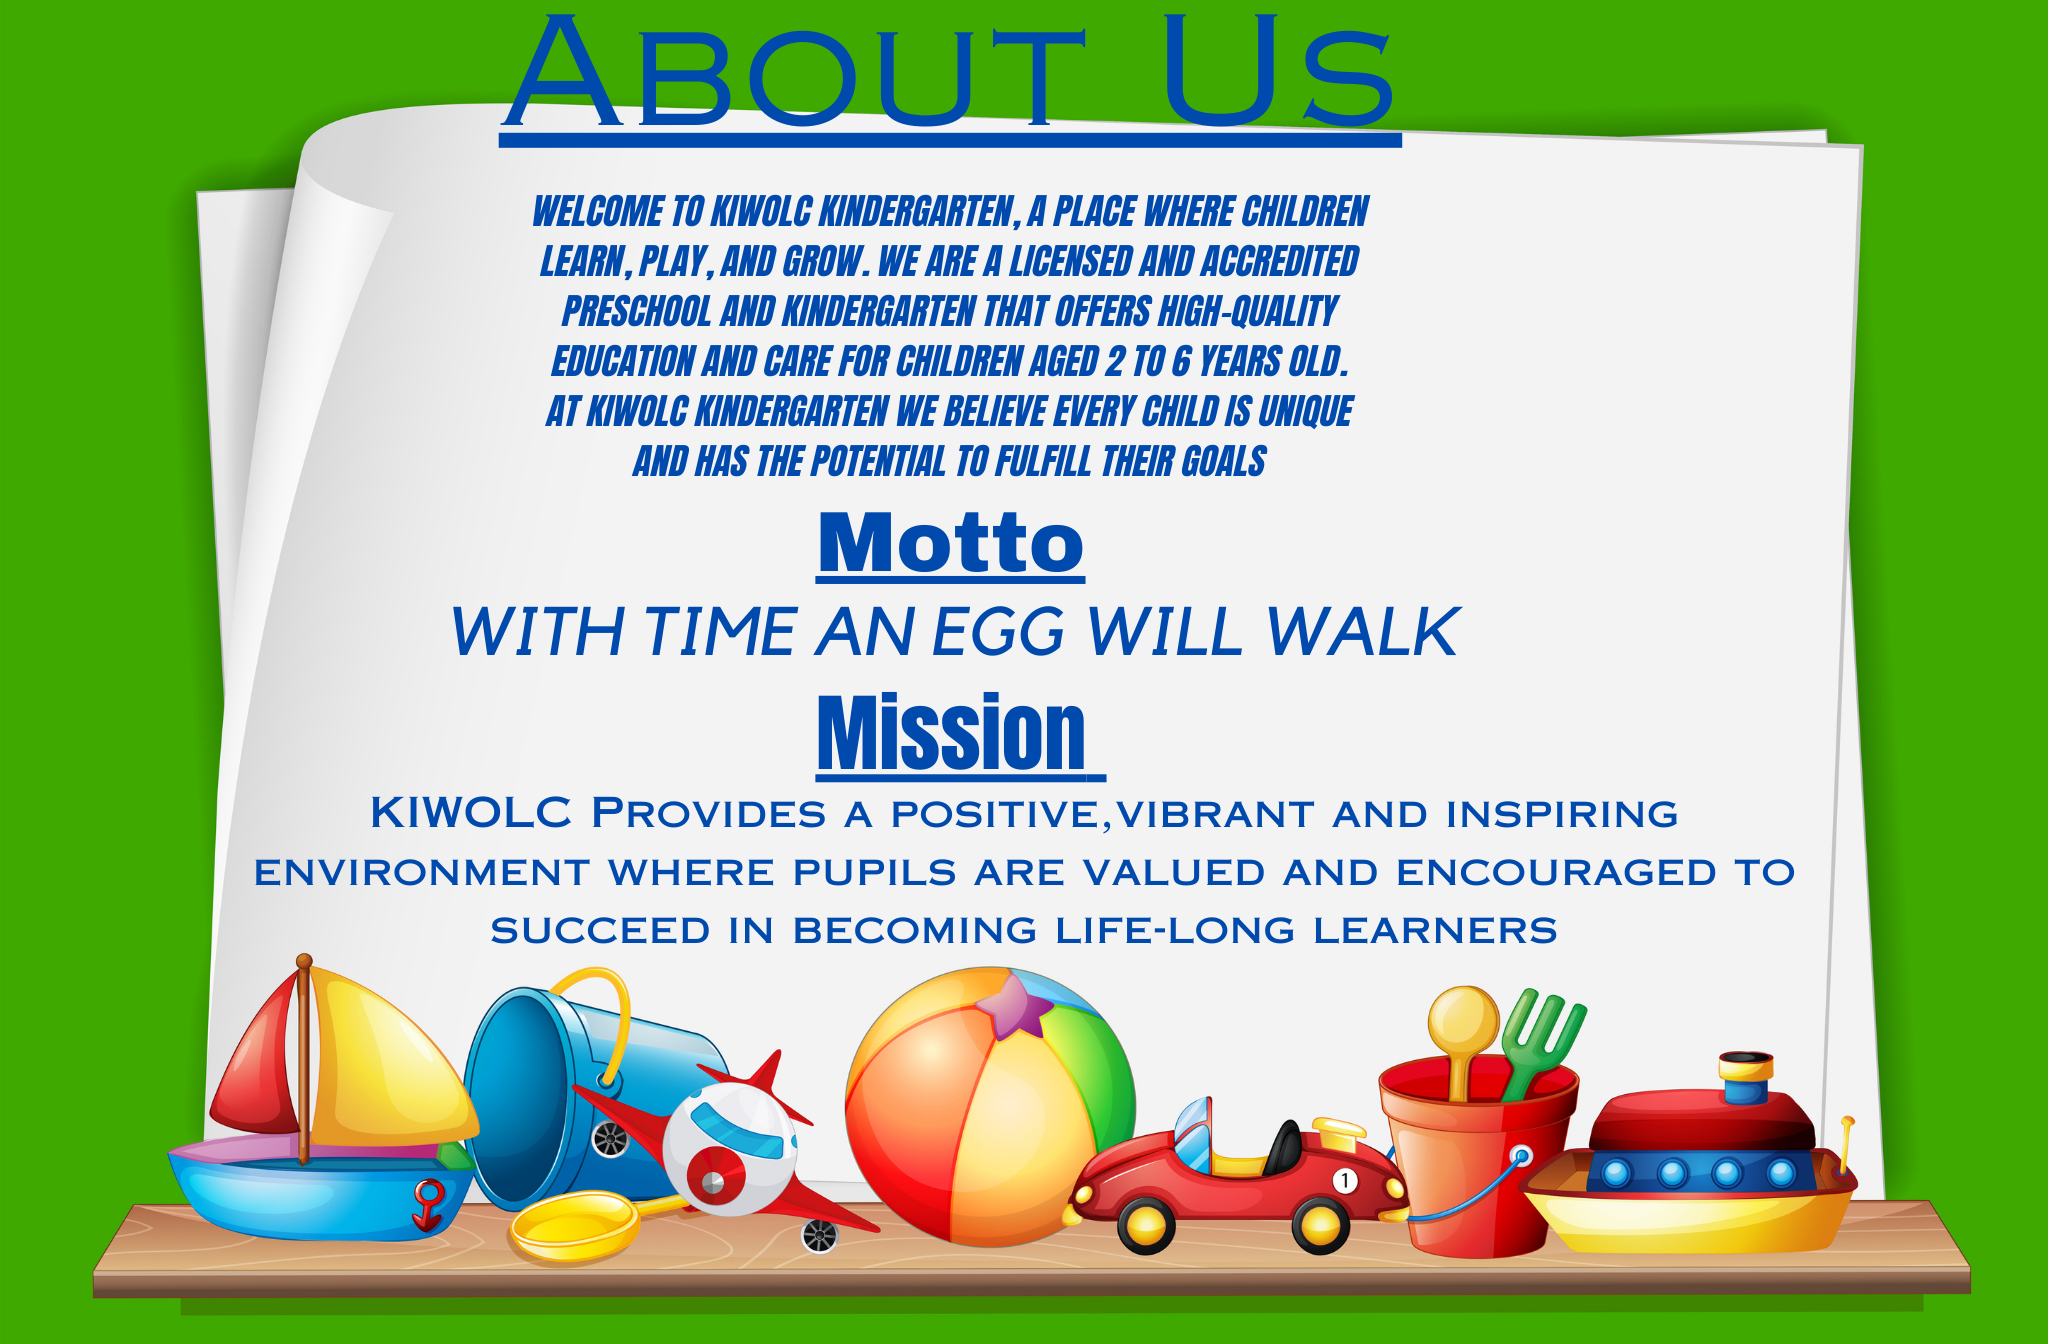 About Us
WELCOME TO KIWOLC KINDERGARTEN, A PLACE WHERE CHILDREN
LEARN, PLAY, AND GROW. WE ARE A LICENSED AND ACCREDITED
PRESCHOOL AND KINDERGARTEN THAT OFFERS HIGH-QUALITY
EDUCATION AND CARE FOR CHILDREN AGED 2 TO 6 YEARS OLD.
AT KIWOLC KINDERGARTEN WE BELIEVE EVERY CHILD IS UNIQUE
AND HAS THE POTENTIAL TO FULFILL THEIR GOALS
Motto
WITH TIME AN EGG WILL WALK
Mission
KIWOLC Provides a positive,vibrant and inspiring
environment where pupils are valued and encouraged to
succeed in becoming life-long learners
1